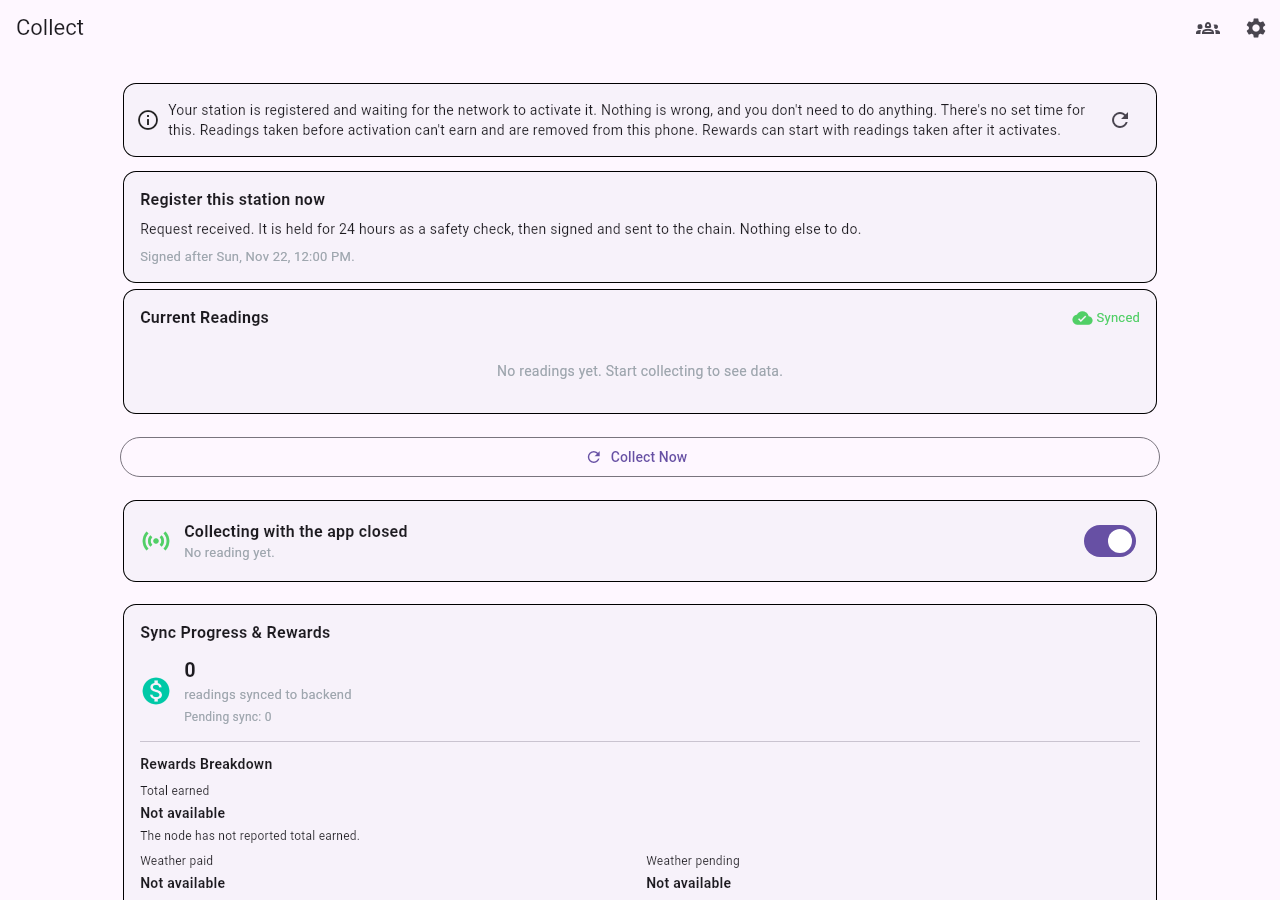 Collect
Your station is registered and waiting for the network to activate it. Nothing is wrong, and you don't need to do anything. There's no set time for
this. Readings taken before activation can't earn and are removed from this phone. Rewards can start with readings taken after it activates.
Register this station now
Request received. It is held for 24 hours as a safety check, then signed and sent to the chain. Nothing else to do.
Signed after Sun, Nov 22, 12:00 PM.
Current Readings
Synced
No readings yet. Start collecting to see data.
Collect Now
Collecting with the app closed
No reading yet.
Sync Progress & Rewards
0
readings synced to backend
Pending sync: 0
Rewards Breakdown
Total earned
Not available
The node has not reported total earned.
Weather paid
Weather pending
Not available
Not available